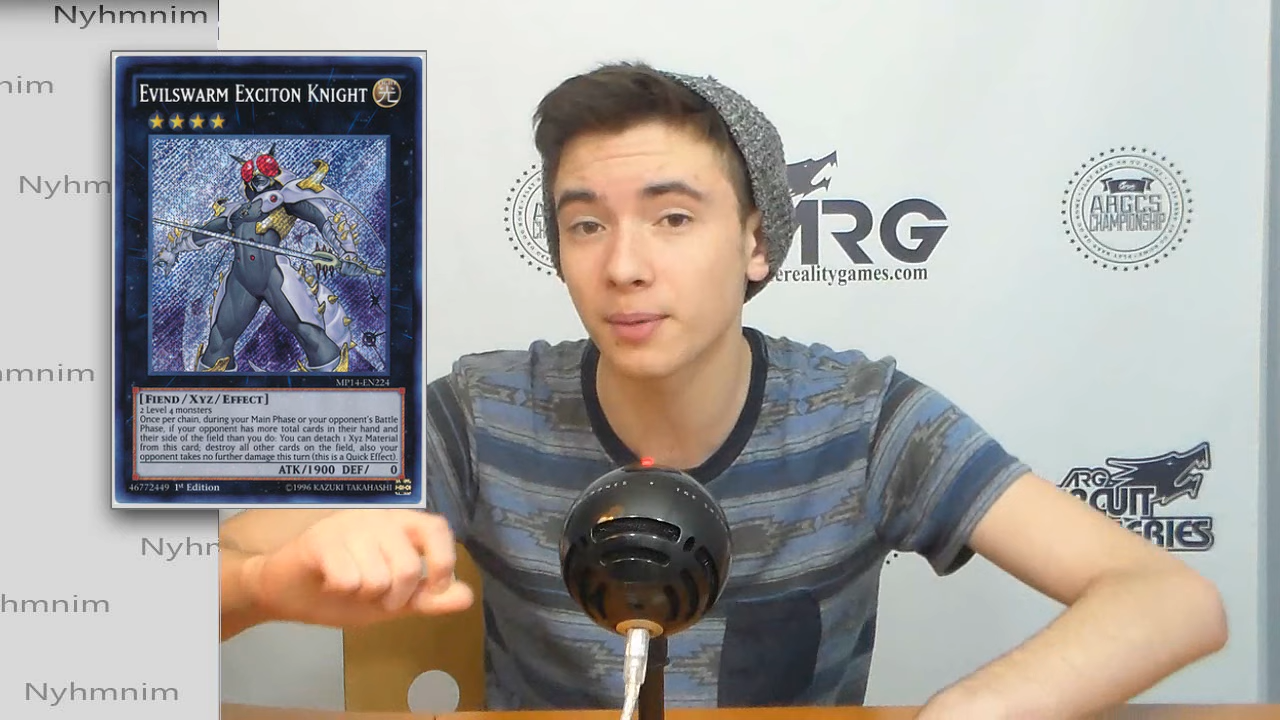 Nyhmnim
nim
Nyhm
mnim
Nyhn
hmnim
Nyhmnim
EVILSWARM EXCITON KNIGHT
光
MP14-EN224
[FIEND/XYZ/EFFECT]
2 Level 4 monsters
Once per chain, during your Main Phase or your opponent's Battle
Phase, if your opponent has more total cards in their hand and
their side of the field than you do: You can detach 1 Xyz Material
from this card; destroy all other cards on the field, also your
opponent takes no further damage this turn (this is a Quick Effect).
ATK/1900 DEF/ 0
46772449 1st Edition ©1996 KAZUKI TAKAHASHI
ARG
erealitygames.com
ARGCS
CHAMPIONSHIP
ARG
RCUIT
SERIES